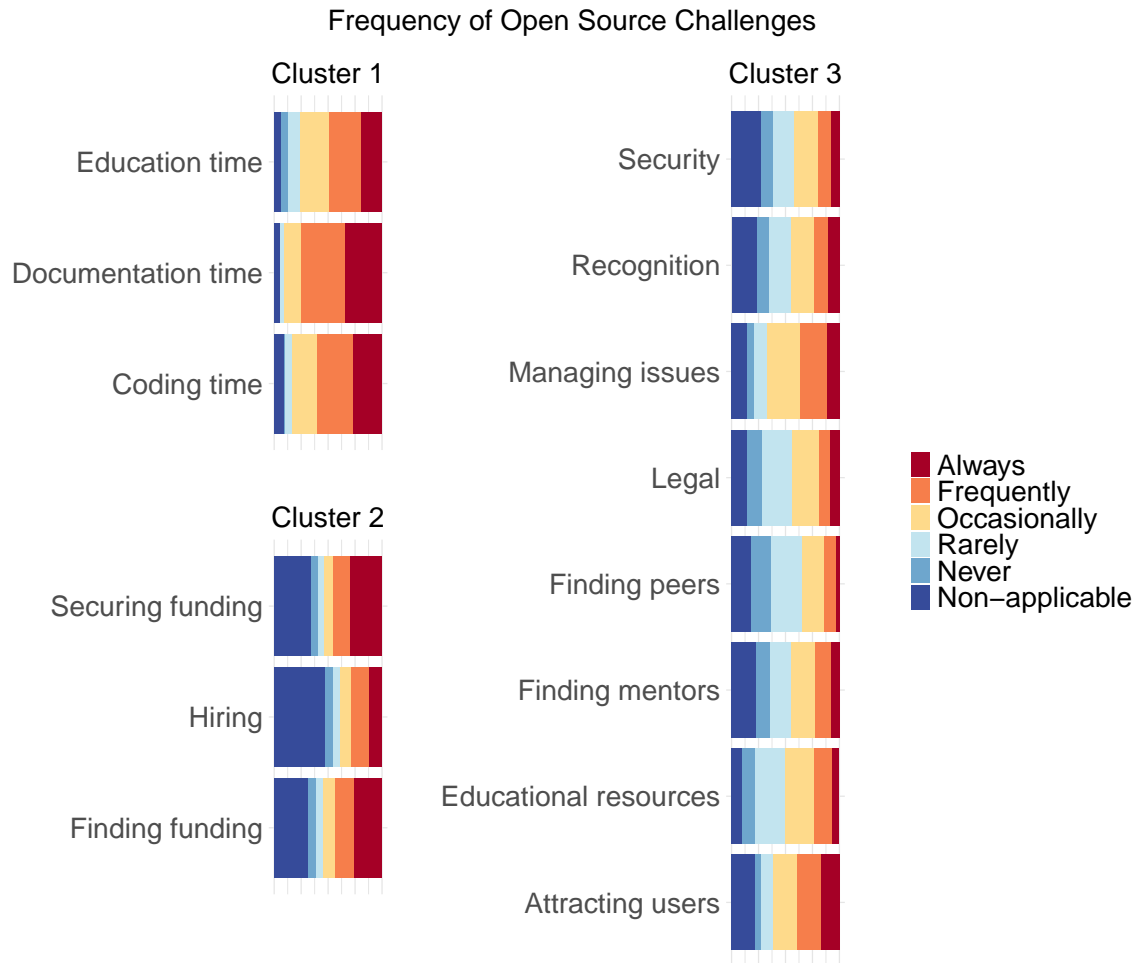 Frequency of Open Source Challenges
Cluster 1
Education time
Documentation time
Coding time
Cluster 2
Securing funding
Hiring
Finding funding
Cluster 3
Security
Recognition
Managing issues
Legal
Finding peers
Finding mentors
Educational resources
Attracting users
Always
Frequently
Occasionally
Rarely
Never
Non−applicable